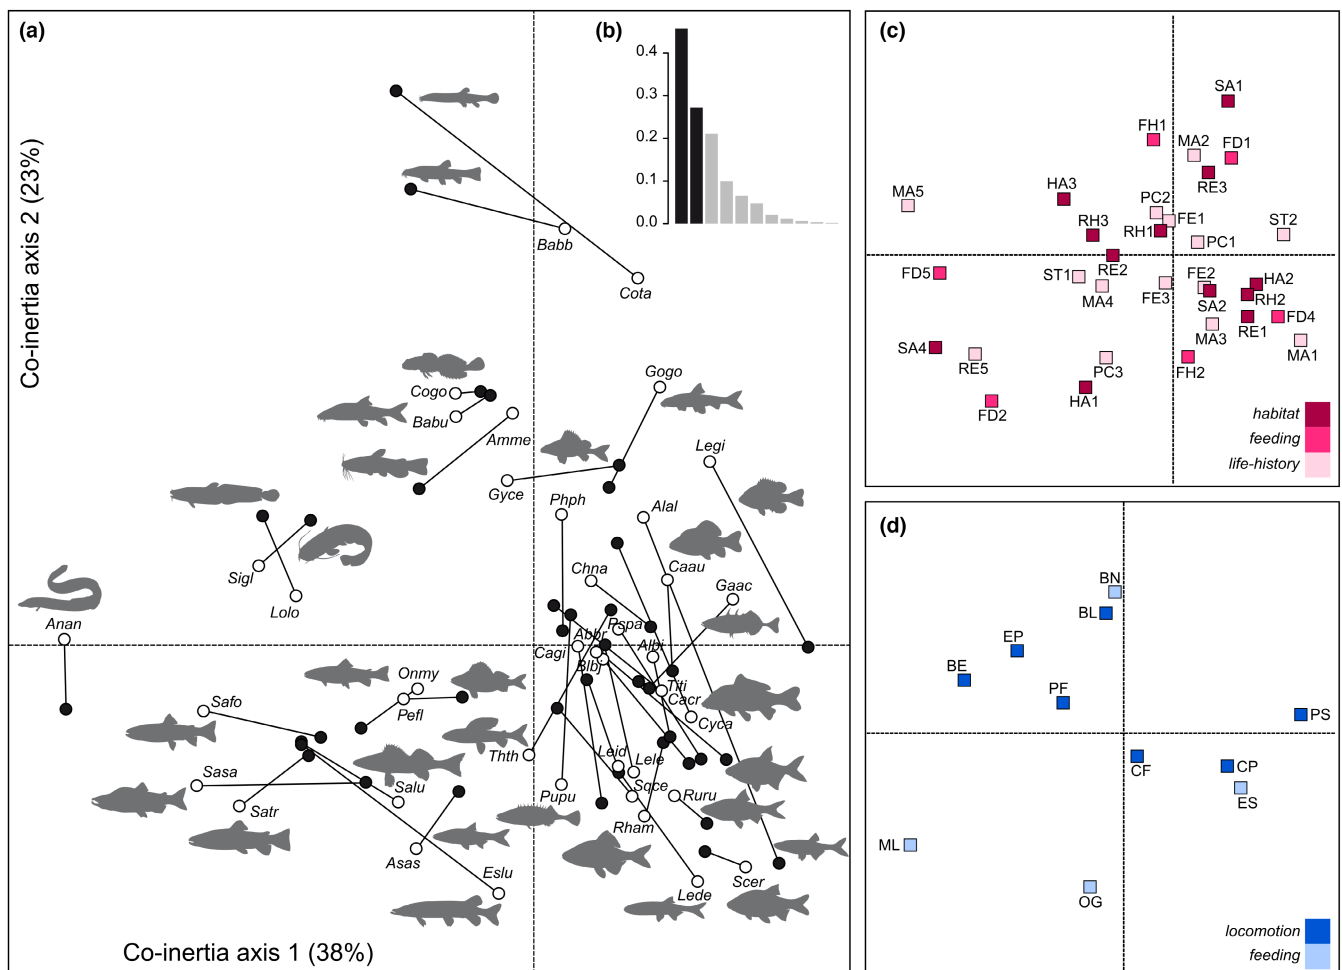 (a)
Co-inertia axis 2 (23%)
Babb
Cota
Cogo
Babu
Amme
Gogo
Gyce
Legi
Phph
Alal
Sigl
Lolo
Chna
Caau
Gaac
Anan
Pspa
Abbr
Cagi
Albi
Blbj
Onmy
Pefl
Titi
Cacr
Cyca
Safo
Thth
Leid
Lele
Sasa
Salu
Sqce
Satr
Pupu
Ruru
Rham
Asas
Eslu
Scer
Lede
Co-inertia axis 1 (38%)
(b)
0.4
0.3
0.2
0.1
0.0
(c)
SA1
FH1
MA2
FD1
RE3
HA3
MA5
PC2
FE1
ST2
RH3
RH1
PC1
RE2
FD5
ST1
FE2
HA2
MA4
FE3
SA2
RH2
FD4
RE1
MA3
SA4
MA1
RE5
PC3
FH2
HA1
FD2
habitat
feeding
life-history
(d)
BN
BL
EP
BE
PF
PS
CF
CP
ES
ML
OG
locomotion
feeding